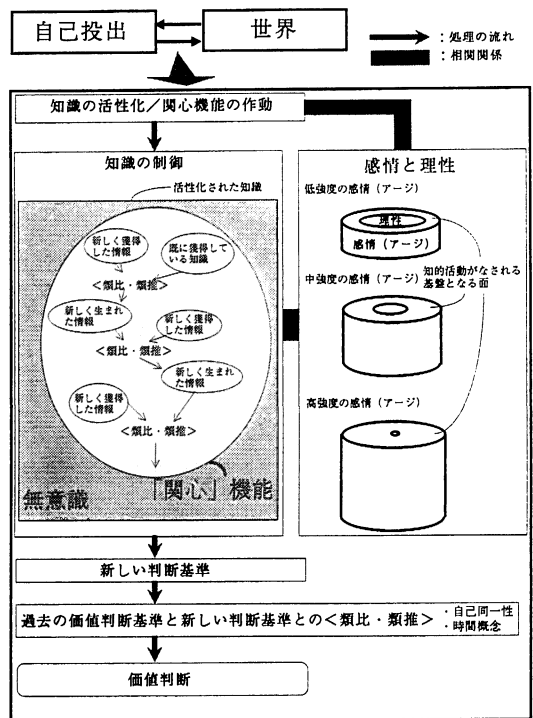 自己投出
世界
：処理の流れ
：相関関係
知識の活性化／関心機能の作動
知識の制御
活性化された知識
新しく獲得
した情報
既に獲得して
いる知識
＜類比・類推＞
新しく生まれ
た情報
新しく獲得
した情報
＜類比・類推＞
新しく生まれ
た情報
新しく獲得
した情報
＜類比・類推＞
無意識
「関心」機能
感情と理性
低強度の感情（アージ）
理性
感情（アージ）
中強度の感情（アージ）
知的活動がなされる
基盤となる面
高強度の感情（アージ）
新しい判断基準
過去の価値判断基準と新しい判断基準との＜類比・類推＞
・自己同一性
・時間概念
価値判断